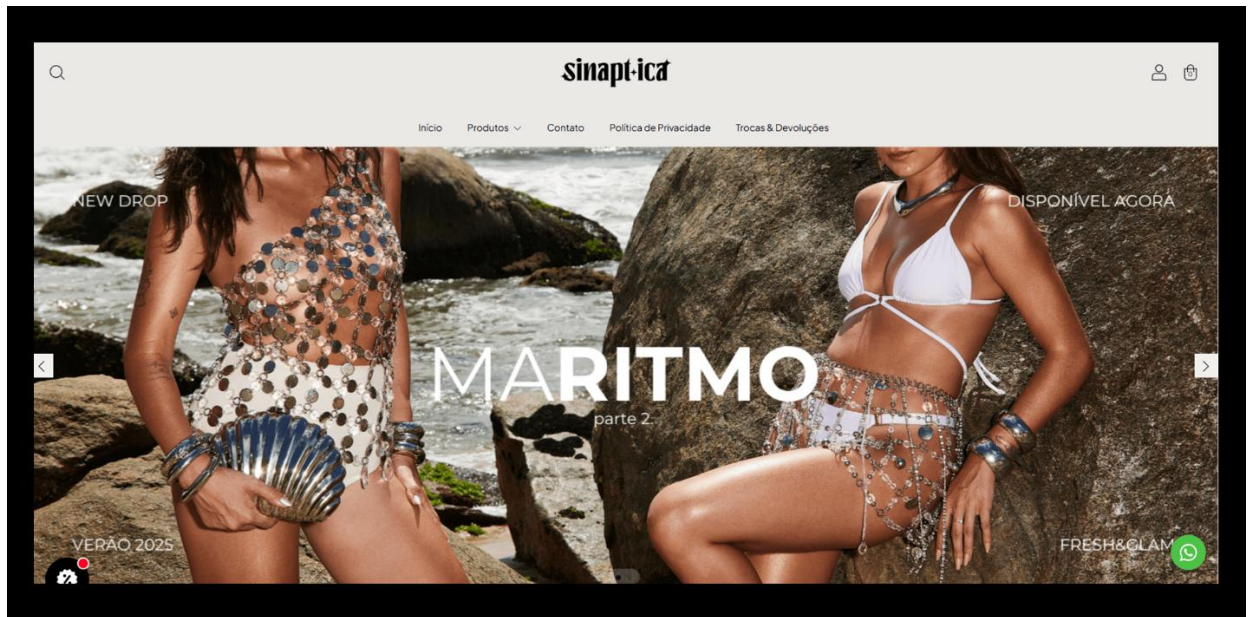 sinapt·ica
0
Início Produtos Contato Política de Privacidade Trocas & Devoluções
NEW DROP DISPONÍVEL AGORA
MARITMO
parte 2.
VERÃO 2025 FRESH&GLAM